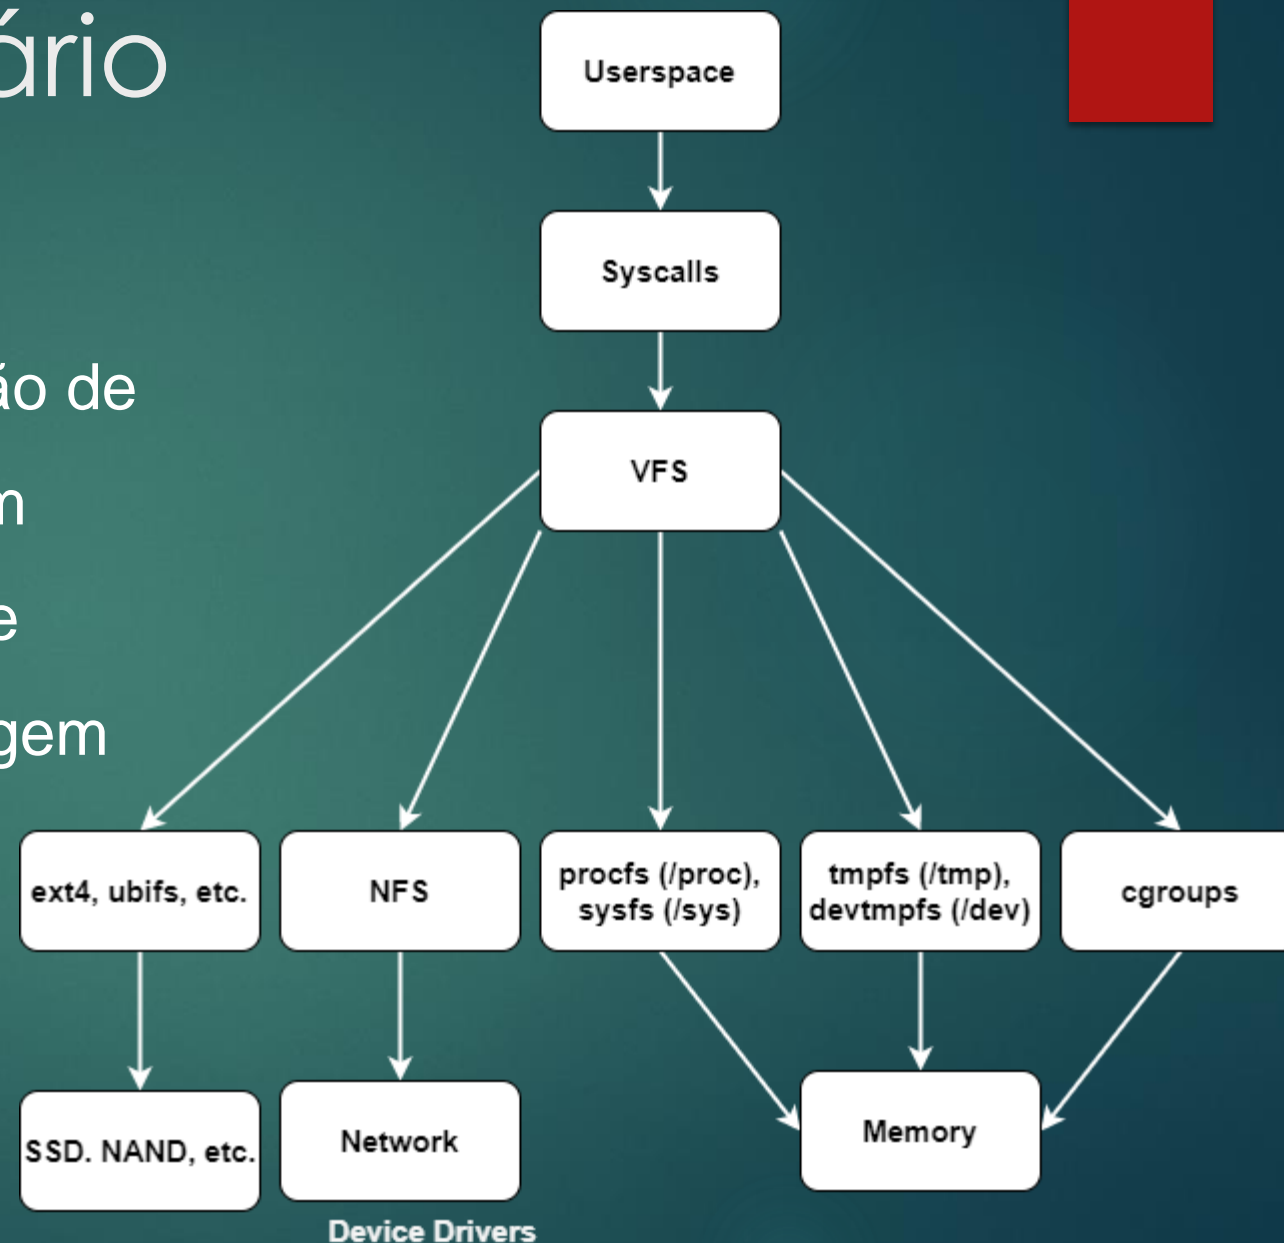 ário
ão de
m
e
gem
Userspace
Syscalls
VFS
ext4, ubifs, etc.
NFS
procfs (/proc),
sysfs (/sys)
tmpfs (/tmp),
devtmpfs (/dev)
cgroups
SSD. NAND, etc.
Network
Memory
Device Drivers